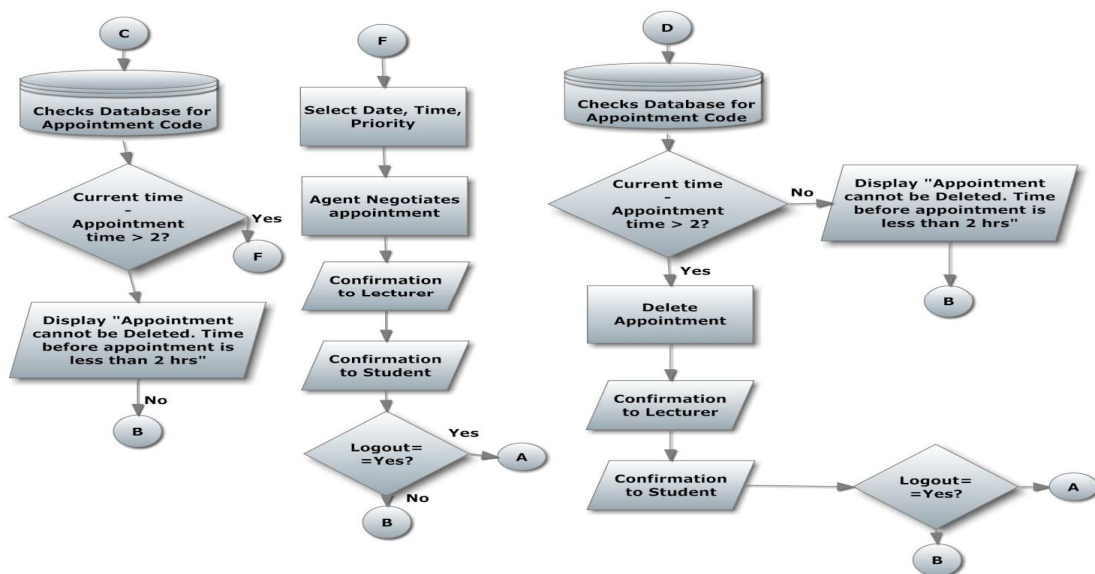 C
Checks Database for
Appointment Code
Current time
-
Appointment
time > 2?
Yes
F
Display "Appointment
cannot be Deleted. Time
before appointment is
less than 2 hrs"
No
B
F
Select Date, Time,
Priority
Agent Negotiates
appointment
Confirmation
to Lecturer
Confirmation
to Student
Logout=
=Yes?
Yes
A
No
B
D
Checks Database for
Appointment Code
Current time
-
Appointment
time > 2?
No
Display "Appointment
cannot be Deleted. Time
before appointment is
less than 2 hrs"
B
Yes
Delete
Appointment
Confirmation
to Lecturer
Confirmation
to Student
Logout=
=Yes?
A
B